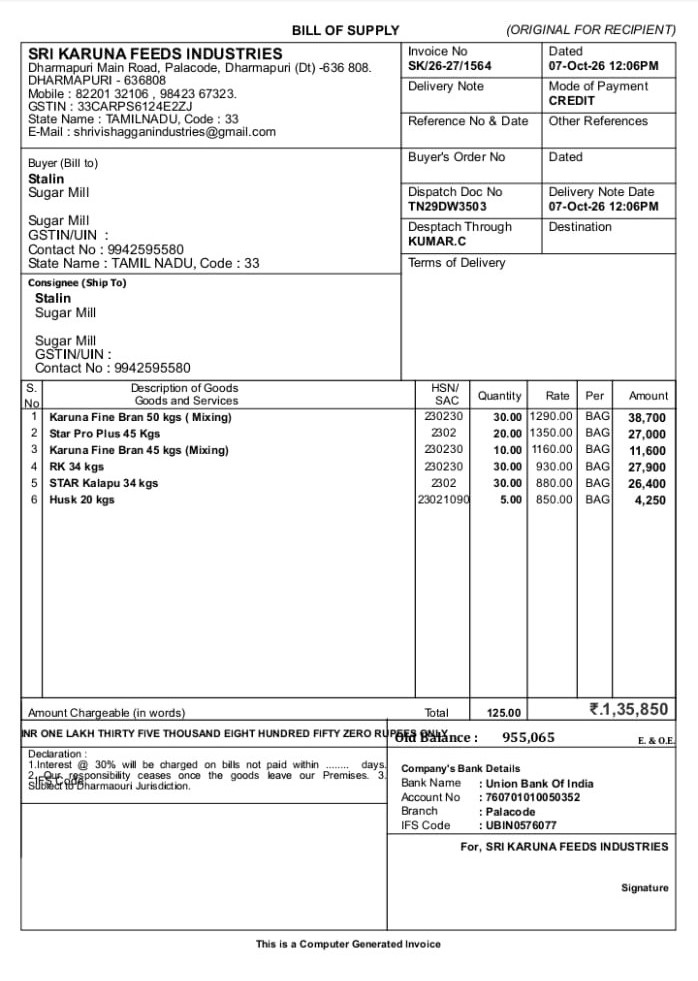 BILL OF SUPPLY
(ORIGINAL FOR RECIPIENT)
SRI KARUNA FEEDS INDUSTRIES
Dharmapuri Main Road, Palacode, Dharmapuri (Dt) -636 808.
DHARMAPURI - 636808
Mobile : 82201 32106 , 98423 67323.
GSTIN : 33CARPS6124E2ZJ
State Name : TAMILNADU, Code : 33
E-Mail : shrivishagganindustries@gmail.com
Invoice No
SK/26-27/1564
Dated
07-Oct-26 12:06PM
Delivery Note
Mode of Payment
CREDIT
Reference No & Date
Other References
Buyer (Bill to)
Stalin
Sugar Mill
Sugar Mill
GSTIN/UIN :
Contact No : 9942595580
State Name : TAMIL NADU, Code : 33
Buyer's Order No
Dated
Dispatch Doc No
TN29DW3503
Delivery Note Date
07-Oct-26 12:06PM
Desptach Through
KUMAR.C
Destination
Terms of Delivery
Consignee (Ship To)
Stalin
Sugar Mill
Sugar Mill
GSTIN/UIN :
Contact No : 9942595580
S. No Description of Goods Goods and Services HSN/ SAC Quantity Rate Per Amount
1 Karuna Fine Bran 50 kgs ( Mixing) 230230 30.00 1290.00 BAG 38,700
2 Star Pro Plus 45 Kgs 2302 20.00 1350.00 BAG 27,000
3 Karuna Fine Bran 45 kgs (Mixing) 230230 10.00 1160.00 BAG 11,600
4 RK 34 kgs 230230 30.00 930.00 BAG 27,900
5 STAR Kalapu 34 kgs 2302 30.00 880.00 BAG 26,400
6 Husk 20 kgs 23021090 5.00 850.00 BAG 4,250
Amount Chargeable (in words) Total 125.00 ₹.1,35,850
INR ONE LAKH THIRTY FIVE THOUSAND EIGHT HUNDRED FIFTY ZERO RUPEES ONLY
Old Balance : 955,065 E. & O.E.
Declaration :
1.Interest @ 30% will be charged on bills not paid within ........ days.
2. Our responsibility ceases once the goods leave our Premises. 3.
Subject to Dharmapuri Jurisdiction.
IFS Code
Company's Bank Details
Bank Name : Union Bank Of India
Account No : 760701010050352
Branch : Palacode
IFS Code : UBIN0576077
For, SRI KARUNA FEEDS INDUSTRIES
Signature
This is a Computer Generated Invoice